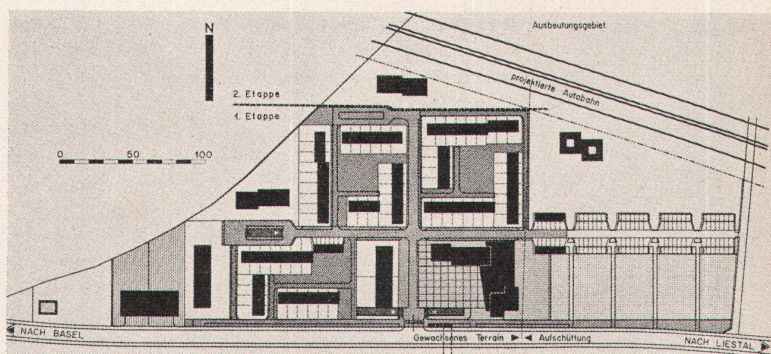 Ausbeutungsgebiet
N
projektierte Autobahn
2. Etappe
1. Etappe
0 50 100
NACH BASEL
Gewachsenes Terrain
Aufschüttung
NACH LIESTAL